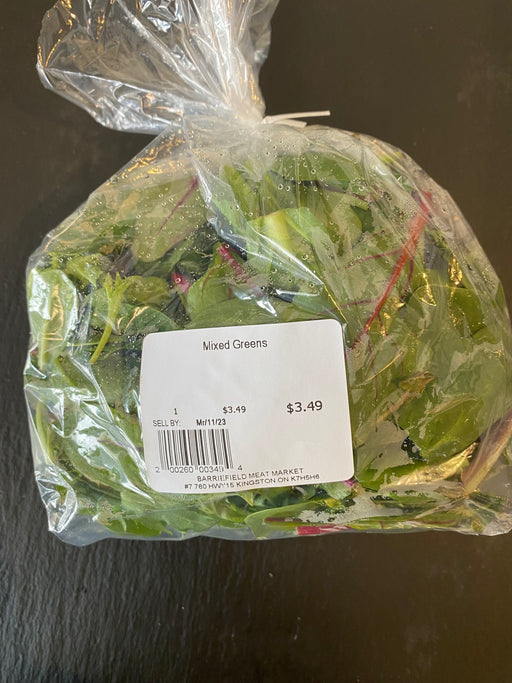 Mixed Greens
1 $3.49 $3.49
SELL BY: Mr/11/23
2 00260 00349 4
BARRIEFIELD MEAT MARKET
#7 760 HWY15 KINGSTON ON K7H5H6